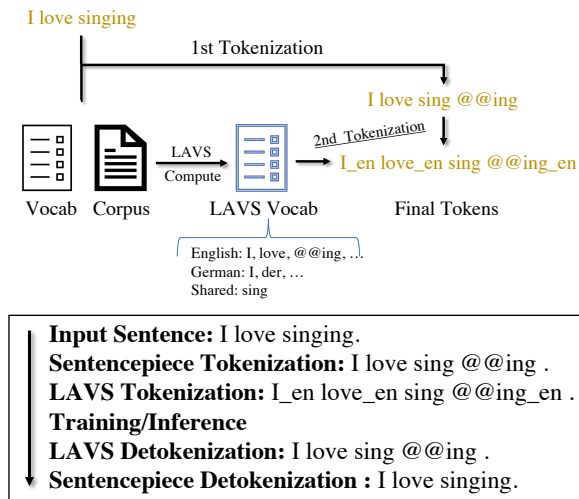 I love singing
1st Tokenization
I love sing @@ing
2nd Tokenization
LAVS
Compute
I_en love_en sing @@ing_en
Vocab Corpus LAVS Vocab Final Tokens
English: I, love, @@ing, …
German: I, der, …
Shared: sing
Input Sentence: I love singing.
Sentencepiece Tokenization: I love sing @@ing .
LAVS Tokenization: I_en love_en sing @@ing_en .
Training/Inference
LAVS Detokenization: I love sing @@ing .
Sentencepiece Detokenization : I love singing.